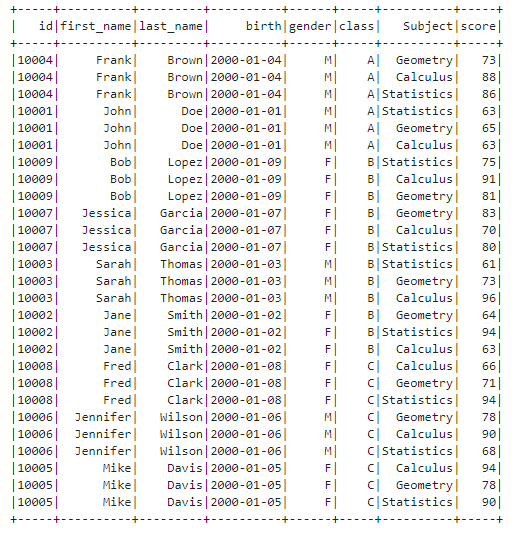 +-----+----------+---------+----------+------+-----+----------+-----+
|   id|first_name|last_name|     birth|gender|class|   Subject|score|
+-----+----------+---------+----------+------+-----+----------+-----+
|10004|     Frank|    Brown|2000-01-04|     M|    A|  Geometry|   73|
|10004|     Frank|    Brown|2000-01-04|     M|    A|  Calculus|   88|
|10004|     Frank|    Brown|2000-01-04|     M|    A|Statistics|   86|
|10001|      John|      Doe|2000-01-01|     M|    A|Statistics|   63|
|10001|      John|      Doe|2000-01-01|     M|    A|  Geometry|   65|
|10001|      John|      Doe|2000-01-01|     M|    A|  Calculus|   63|
|10009|       Bob|    Lopez|2000-01-09|     F|    B|Statistics|   75|
|10009|       Bob|    Lopez|2000-01-09|     F|    B|  Calculus|   91|
|10009|       Bob|    Lopez|2000-01-09|     F|    B|  Geometry|   81|
|10007|   Jessica|   Garcia|2000-01-07|     F|    B|  Geometry|   83|
|10007|   Jessica|   Garcia|2000-01-07|     F|    B|  Calculus|   70|
|10007|   Jessica|   Garcia|2000-01-07|     F|    B|Statistics|   80|
|10003|     Sarah|   Thomas|2000-01-03|     M|    B|Statistics|   61|
|10003|     Sarah|   Thomas|2000-01-03|     M|    B|  Geometry|   73|
|10003|     Sarah|   Thomas|2000-01-03|     M|    B|  Calculus|   96|
|10002|      Jane|    Smith|2000-01-02|     F|    B|  Geometry|   64|
|10002|      Jane|    Smith|2000-01-02|     F|    B|Statistics|   94|
|10002|      Jane|    Smith|2000-01-02|     F|    B|  Calculus|   63|
|10008|      Fred|    Clark|2000-01-08|     F|    C|  Calculus|   66|
|10008|      Fred|    Clark|2000-01-08|     F|    C|  Geometry|   71|
|10008|      Fred|    Clark|2000-01-08|     F|    C|Statistics|   94|
|10006|  Jennifer|   Wilson|2000-01-06|     M|    C|  Geometry|   78|
|10006|  Jennifer|   Wilson|2000-01-06|     M|    C|  Calculus|   90|
|10006|  Jennifer|   Wilson|2000-01-06|     M|    C|Statistics|   68|
|10005|      Mike|    Davis|2000-01-05|     F|    C|  Calculus|   94|
|10005|      Mike|    Davis|2000-01-05|     F|    C|  Geometry|   78|
|10005|      Mike|    Davis|2000-01-05|     F|    C|Statistics|   90|
+-----+----------+---------+----------+------+-----+----------+-----+